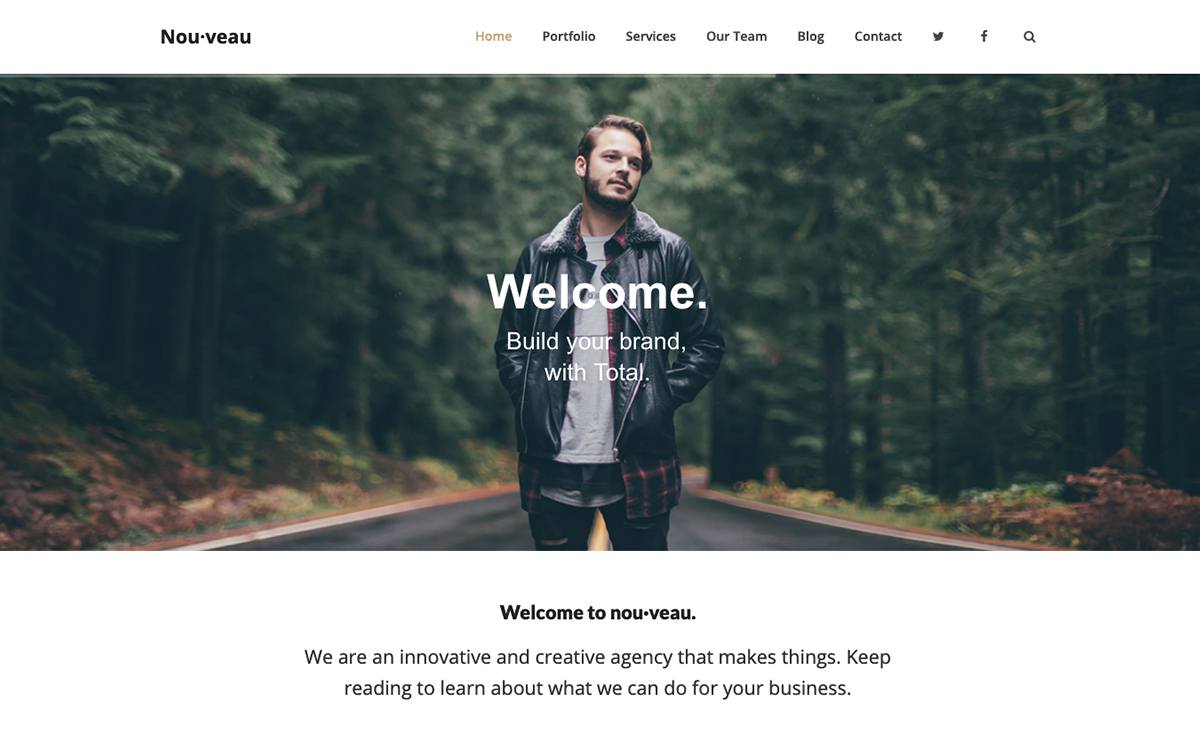 Nou·veau
Home Portfolio Services Our Team Blog Contact
Welcome.
Build your brand,
with Total.
Welcome to nou·veau.
We are an innovative and creative agency that makes things. Keep
reading to learn about what we can do for your business.